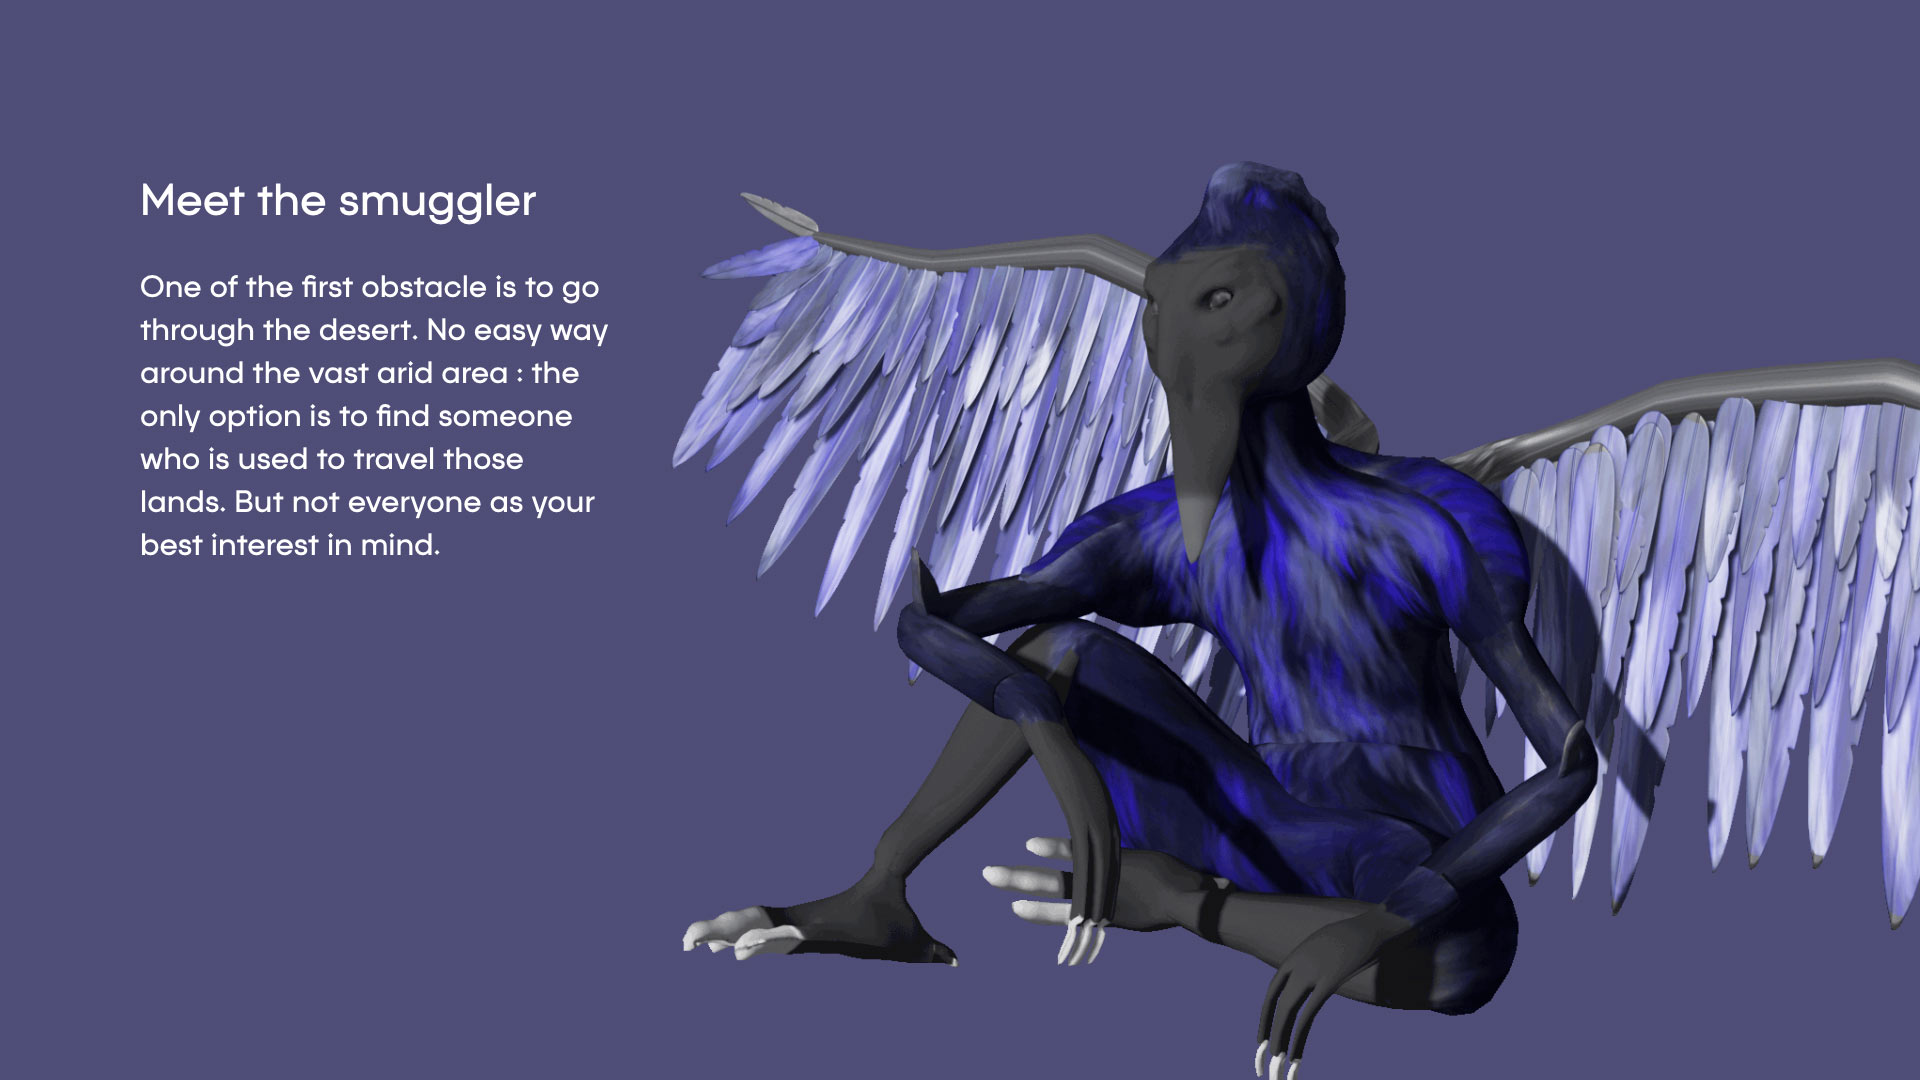 Meet the smuggler
One of the first obstacle is to go
through the desert. No easy way
around the vast arid area : the
only option is to find someone
who is used to travel those
lands. But not everyone as your
best interest in mind.